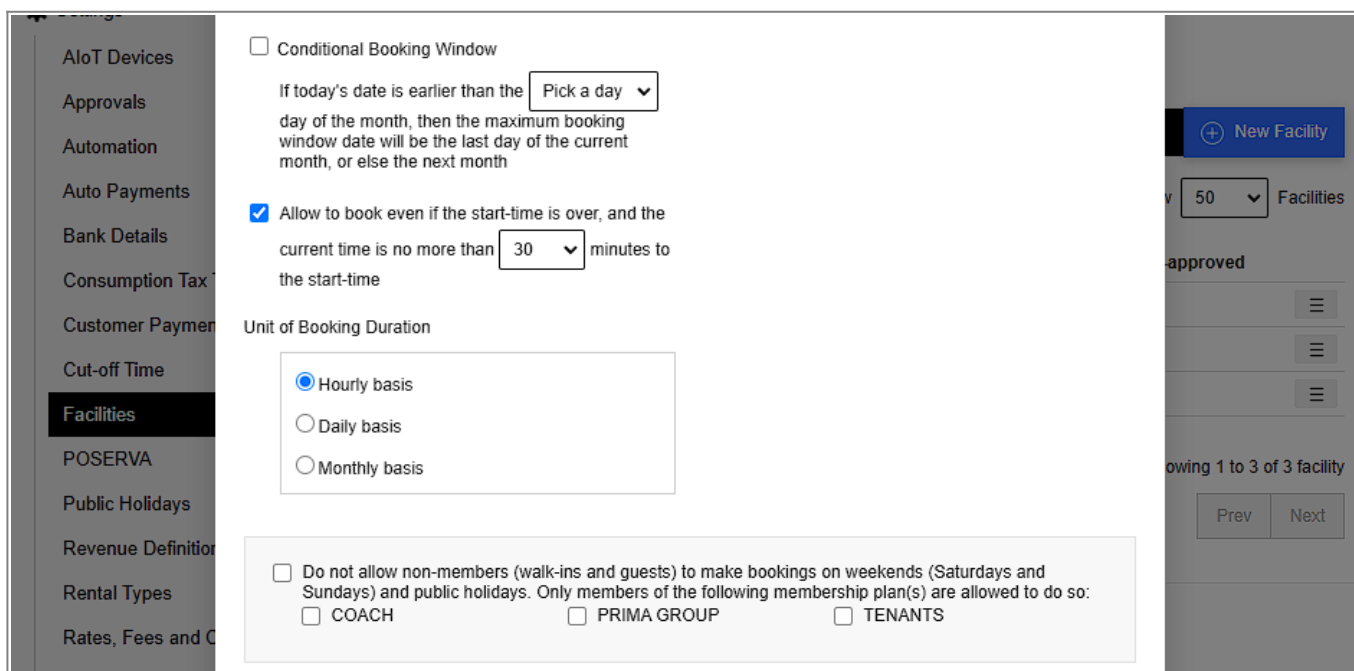 AIoT Devices
Approvals
Automation
Auto Payments
Bank Details
Consumption Tax
Customer Paymen
Cut-off Time
Facilities
POSERVA
Public Holidays
Revenue Definition
Rental Types
Rates, Fees and C
Conditional Booking Window
If today's date is earlier than the Pick a day
day of the month, then the maximum booking
window date will be the last day of the current
month, or else the next month
Allow to book even if the start-time is over, and the
current time is no more than 30 minutes to
the start-time
Unit of Booking Duration
Hourly basis
Daily basis
Monthly basis
Do not allow non-members (walk-ins and guests) to make bookings on weekends (Saturdays and
Sundays) and public holidays. Only members of the following membership plan(s) are allowed to do so:
COACH PRIMA GROUP TENANTS
New Facility
50 Facilities
-approved
owing 1 to 3 of 3 facility
Prev Next